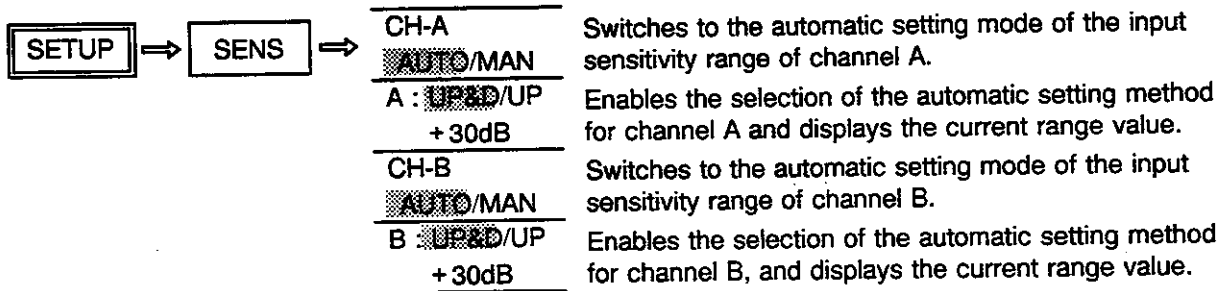 SETUP ⇒ SENS ⇒
CH-A
AUTO/MAN
Switches to the automatic setting mode of the input
sensitivity range of channel A.
A : UP&D/UP
+30dB
Enables the selection of the automatic setting method
for channel A and displays the current range value.
CH-B
AUTO/MAN
Switches to the automatic setting mode of the input
sensitivity range of channel B.
B : UP&D/UP
+30dB
Enables the selection of the automatic setting method
for channel B, and displays the current range value.